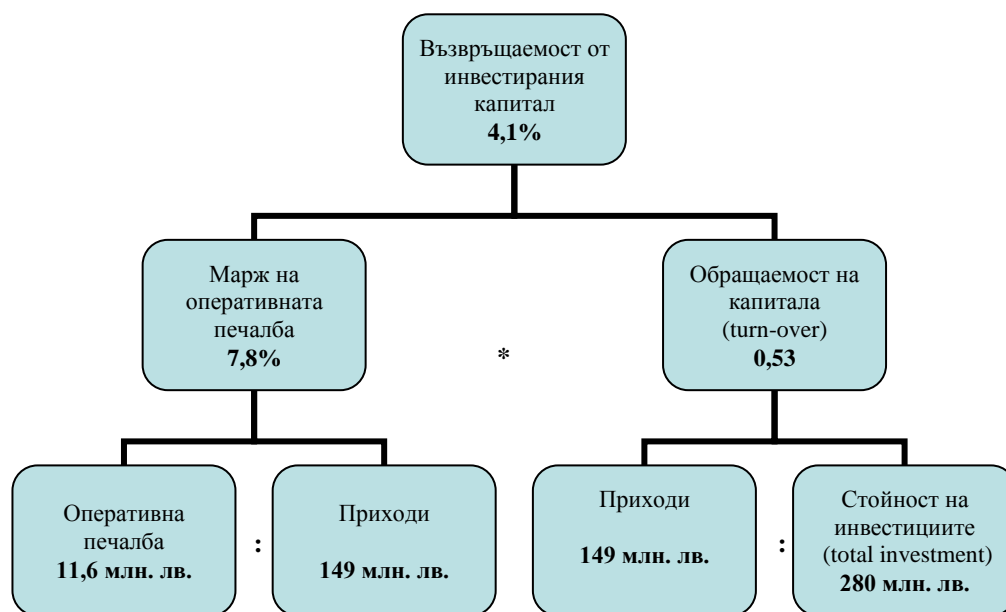 Възвръщаемост от
инвестирания
капитал
4,1%
Марж на
оперативната
печалба
7,8%
*
Обращаемост на
капитала
(turn-over)
0,53
Оперативна
печалба
11,6 млн. лв.
:
Приходи
149 млн. лв.
Приходи
149 млн. лв.
:
Стойност на
инвестициите
(total investment)
280 млн. лв.